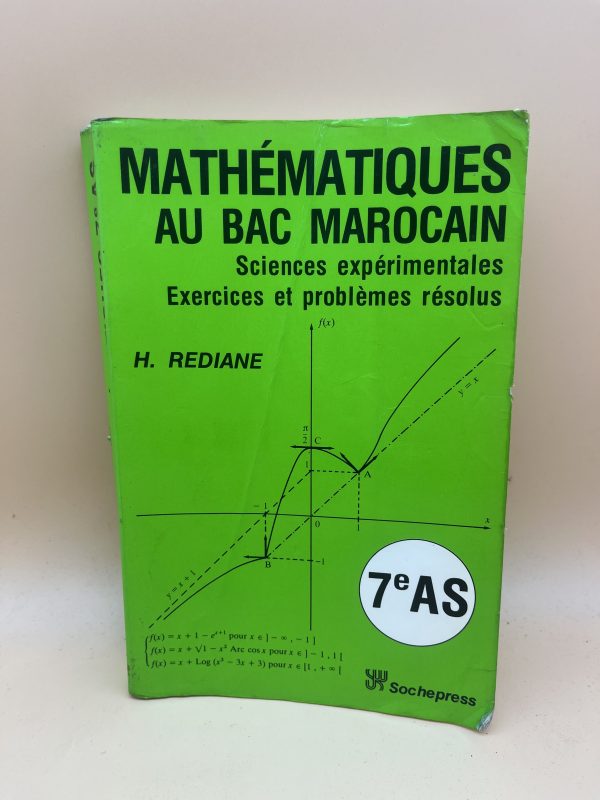 MATHÉMATIQUES
AU BAC MAROCAIN
Sciences expérimentales
Exercices et problèmes résolus
H. REDIANE
f(x)
y = x
π/2
C
1
A
-1
0
1
x
B
-1
y = x + 1
7e AS
f(x) = x + 1 − e^{x+1} pour x ∈ ] − ∞ , − 1 ]
f(x) = x + √1 − x² Arc cos x pour x ∈ ] − 1 , 1 [
f(x) = x + Log (x² − 3x + 3) pour x ∈ [1 , + ∞ [
Sochepress